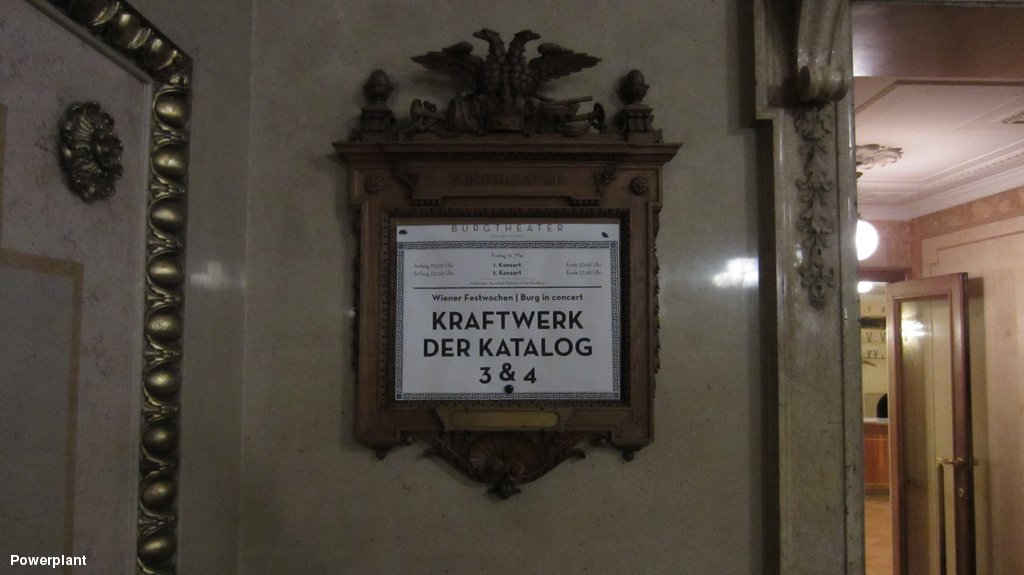 BURGTHEATER
BURGTHEATER
Freitag 15. Mai
Anfang 19:00 Uhr 1. Konzert Ende 20:45 Uhr
Anfang 22:00 Uhr 2. Konzert Ende 23:45 Uhr
Wiener Festwochen | Burg in concert
KRAFTWERK
DER KATALOG
3 & 4
Powerplant